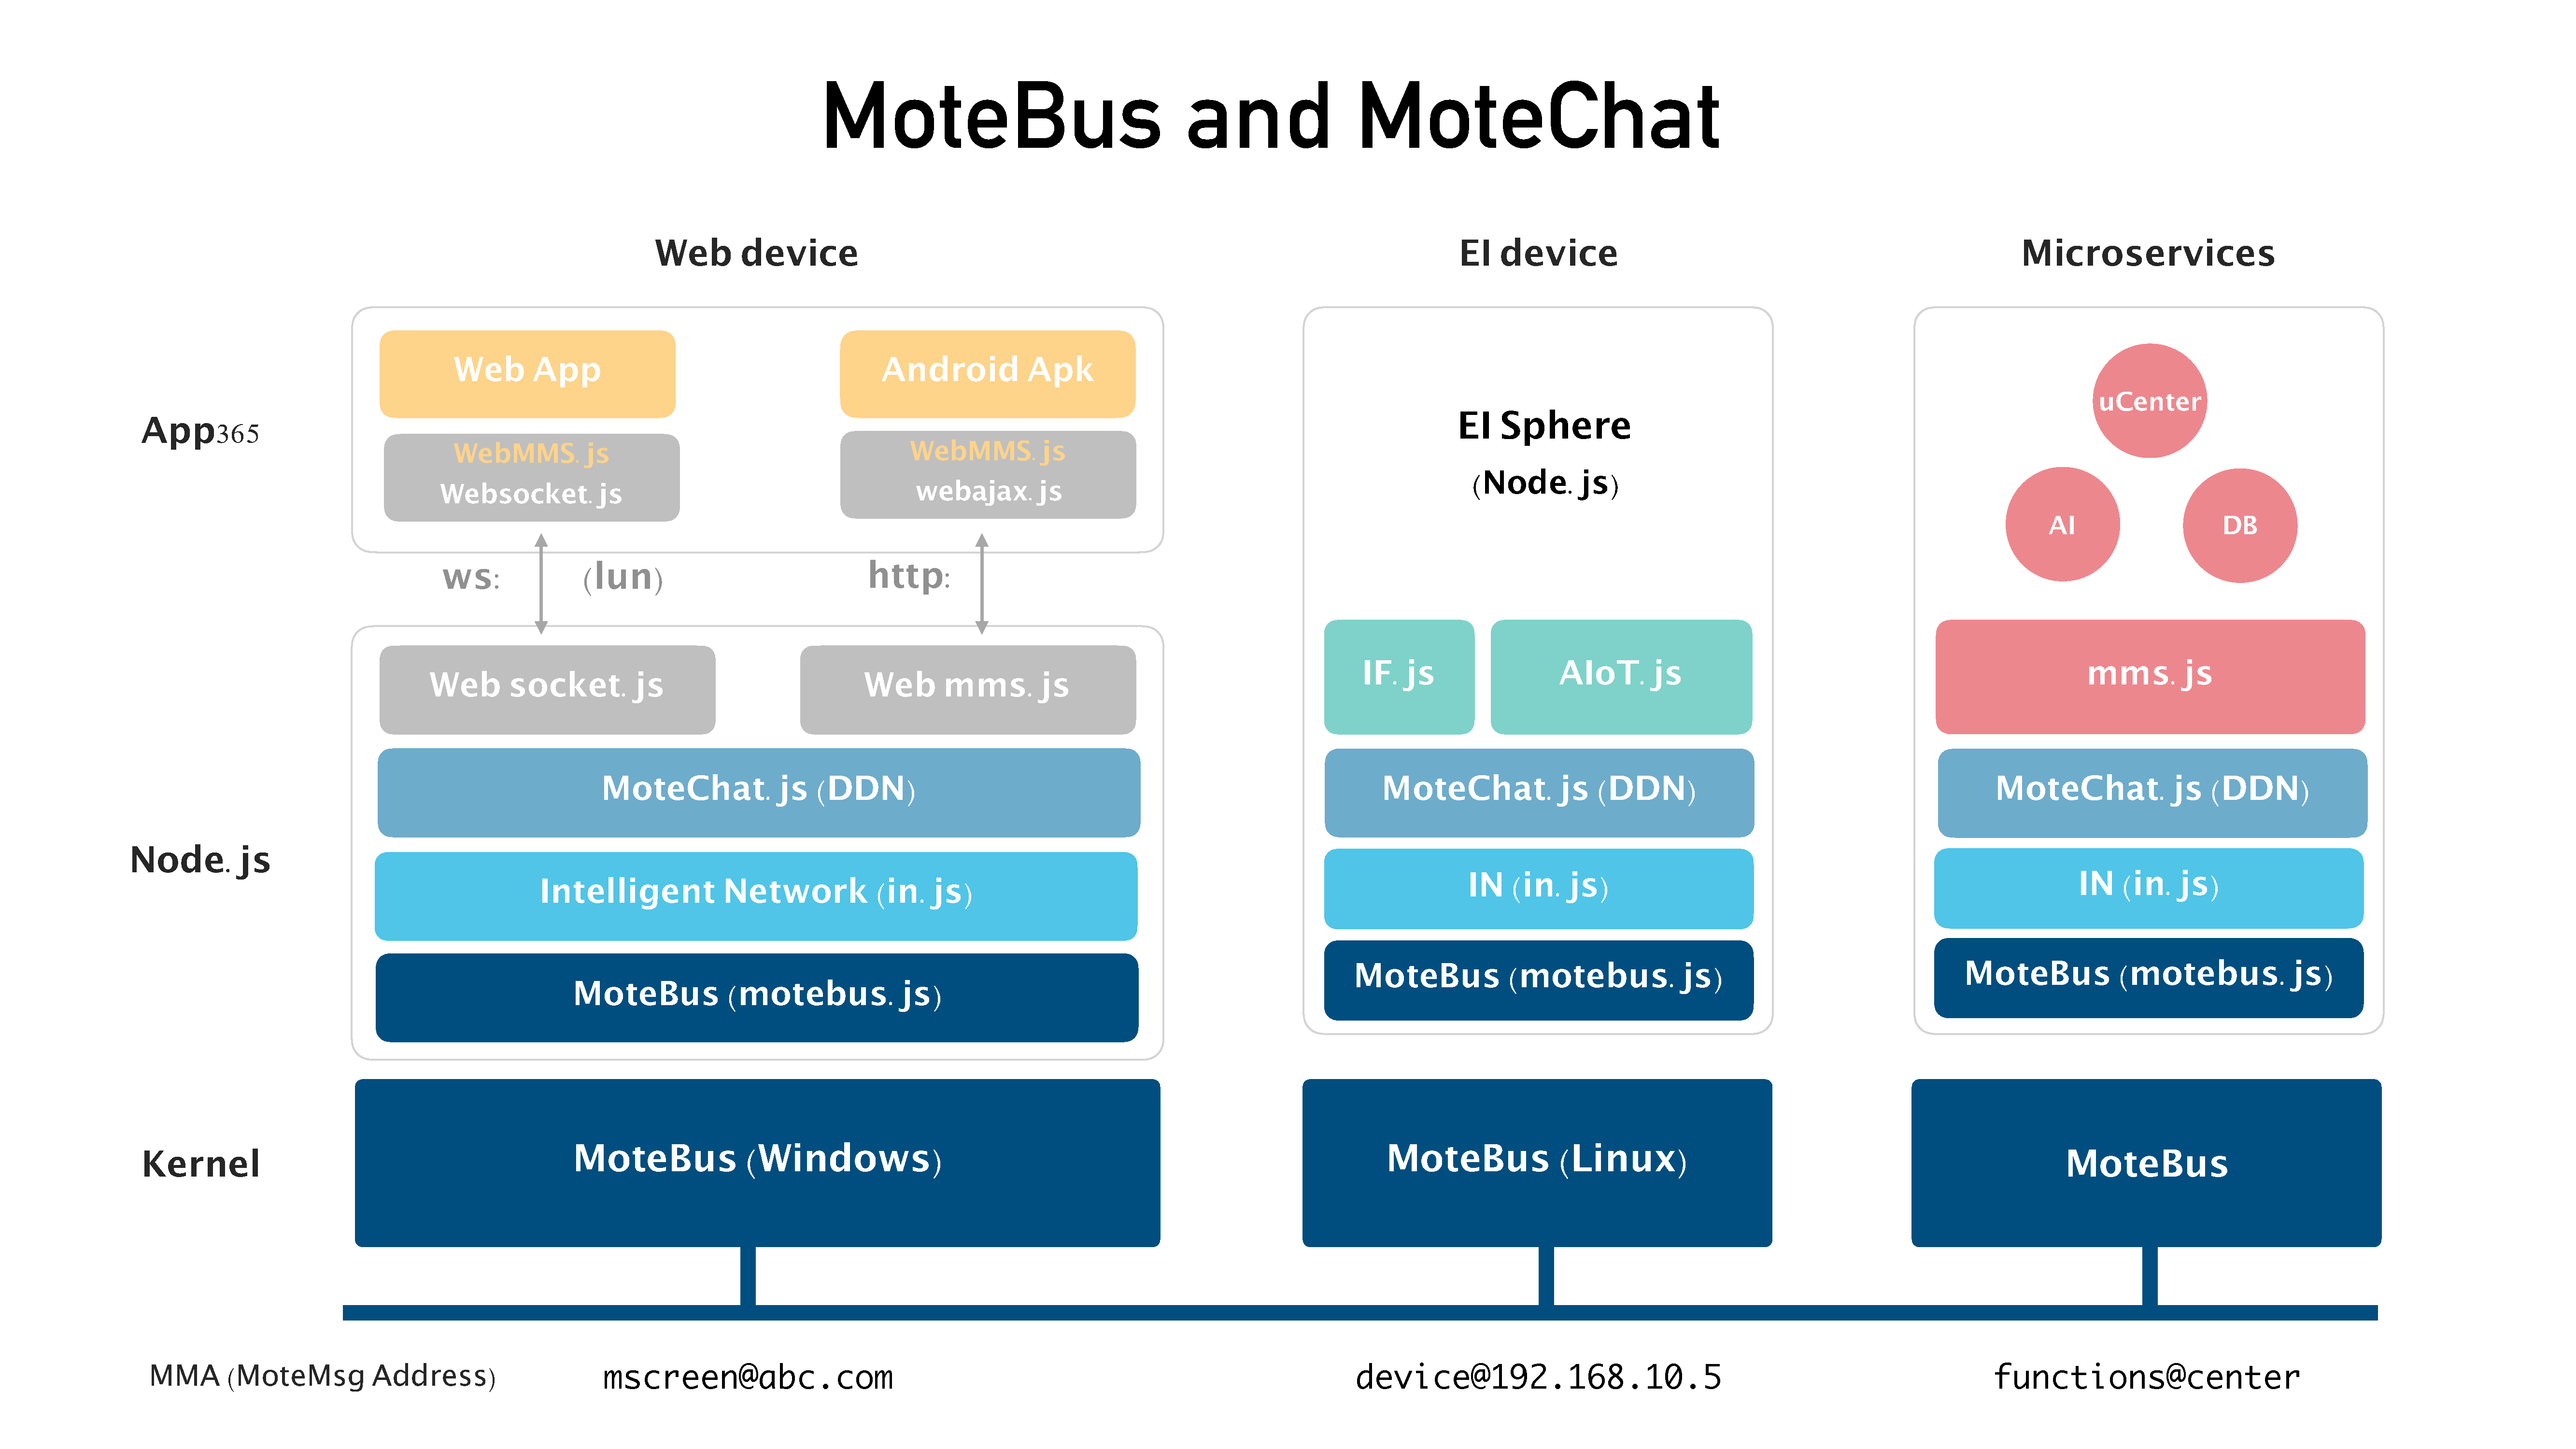 MoteBus and MoteChat
Web device
EI device
Microservices
App365
Web App
Android Apk
WebMMS.js
Websocket.js
WebMMS.js
webajax.js
EI Sphere
(Node.js)
uCenter
AI
DB
ws:
(lun)
http:
Node.js
Web socket.js
Web mms.js
IF.js
AIoT.js
mms.js
MoteChat.js (DDN)
MoteChat.js (DDN)
MoteChat.js (DDN)
Intelligent Network (in.js)
IN (in.js)
IN (in.js)
MoteBus (motebus.js)
MoteBus (motebus.js)
MoteBus (motebus.js)
Kernel
MoteBus (Windows)
MoteBus (Linux)
MoteBus
MMA (MoteMsg Address)
mscreen@abc.com
device@192.168.10.5
functions@center